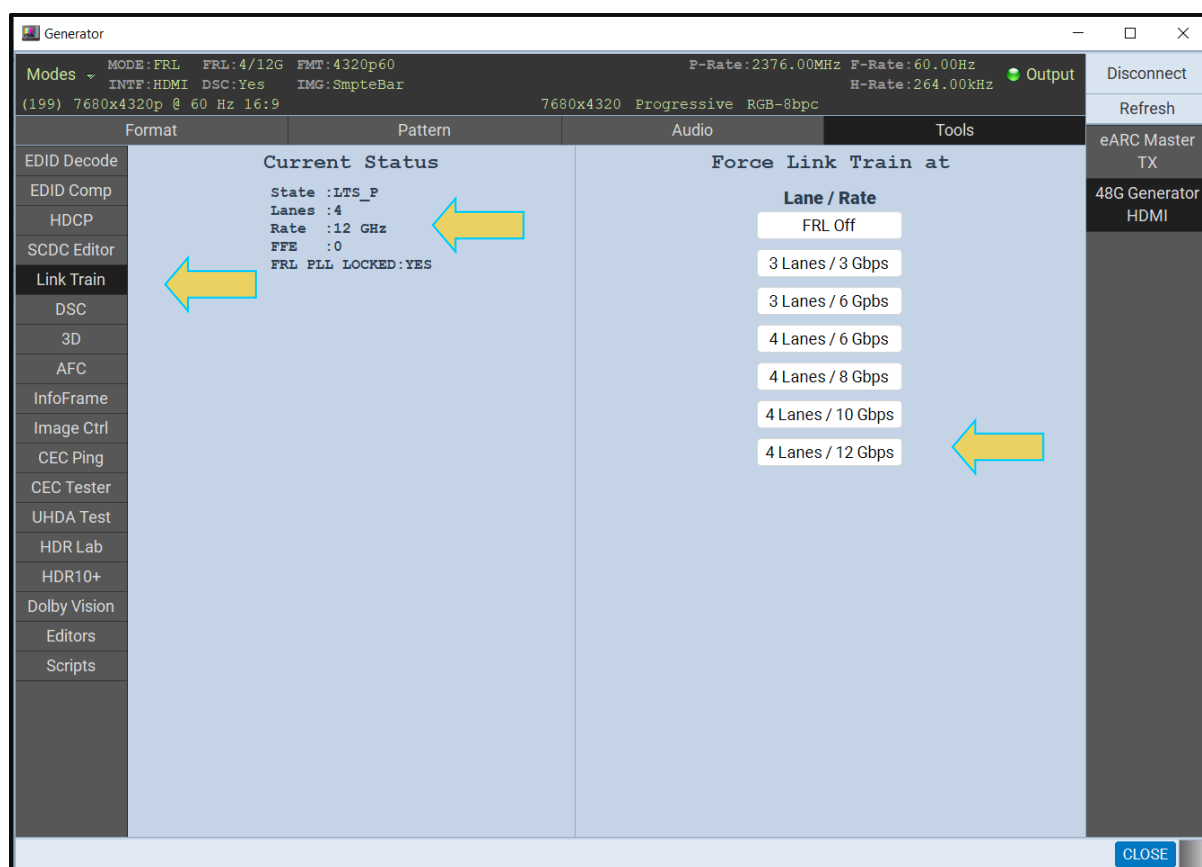 Generator
Modes MODE:FRL FRL:4/12G FMT:4320p60 P-Rate:2376.00MHz F-Rate:60.00Hz Output
INTF:HDMI DSC:Yes IMG:SmpteBar H-Rate:264.00kHz
(199) 7680x4320p @ 60 Hz 16:9 7680x4320 Progressive RGB-8bpc
Disconnect
Refresh
Format Pattern Audio Tools
eARC Master
TX
48G Generator
HDMI
EDID Decode
EDID Comp
HDCP
SCDC Editor
Link Train
DSC
3D
AFC
InfoFrame
Image Ctrl
CEC Ping
CEC Tester
UHDA Test
HDR Lab
HDR10+
Dolby Vision
Editors
Scripts
Current Status
State :LTS_P
Lanes :4
Rate :12 GHz
FFE :0
FRL PLL LOCKED:YES
Force Link Train at
Lane / Rate
FRL Off
3 Lanes / 3 Gbps
3 Lanes / 6 Gpbs
4 Lanes / 6 Gbps
4 Lanes / 8 Gbps
4 Lanes / 10 Gbps
4 Lanes / 12 Gbps
CLOSE